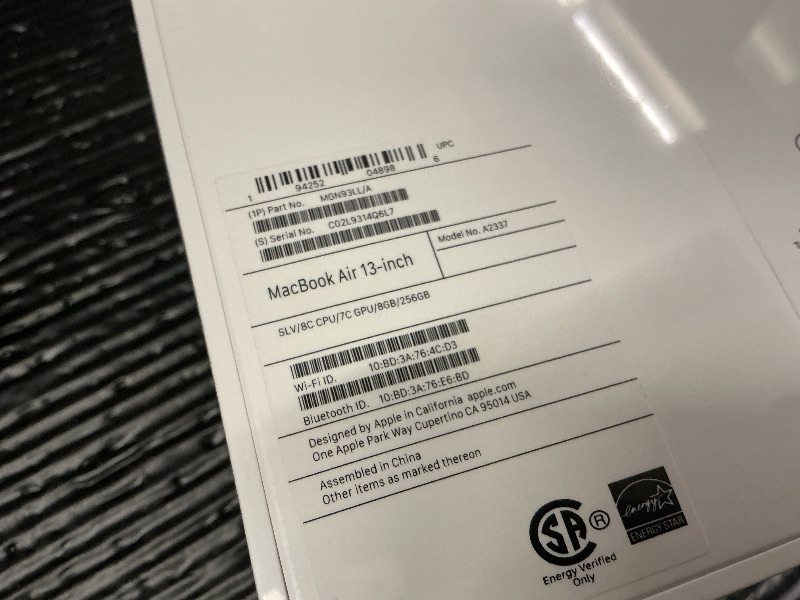 UPC
1 94252 04898 6
(1P) Part No. MGN93LL/A
(S) Serial No. C02L9314Q6L7
MacBook Air 13-inch
Model No. A2337
SLV/8C CPU/7C GPU/8GB/256GB
Wi-Fi ID. 10:BD:3A:76:4C:D3
Bluetooth ID. 10:BD:3A:76:E6:BD
Designed by Apple in California apple.com
One Apple Park Way Cupertino CA 95014 USA
Assembled in China
Other items as marked thereon
SA ®
Energy Verified
Only
energy
ENERGY STAR